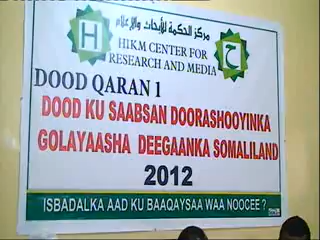 مركز الحكمة للأبحاث والإعلام
H
HIKM CENTER FOR
RESEARCH AND MEDIA
ح
DOOD QARAN 1
DOOD KU SAABSAN DOORASHOOYINKA
GOLAYAASHA DEEGAANKA SOMALILAND
2012
ISBADALKA AAD KU BAAQAYSAA WAA NOOCEE ?